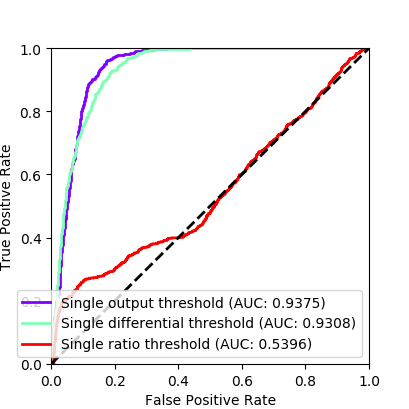 1.0
0.8
0.6
0.4
0.2
0.0
True Positive Rate
Single output threshold (AUC: 0.9375)
Single differential threshold (AUC: 0.9308)
Single ratio threshold (AUC: 0.5396)
0.0 0.2 0.4 0.6 0.8 1.0
False Positive Rate